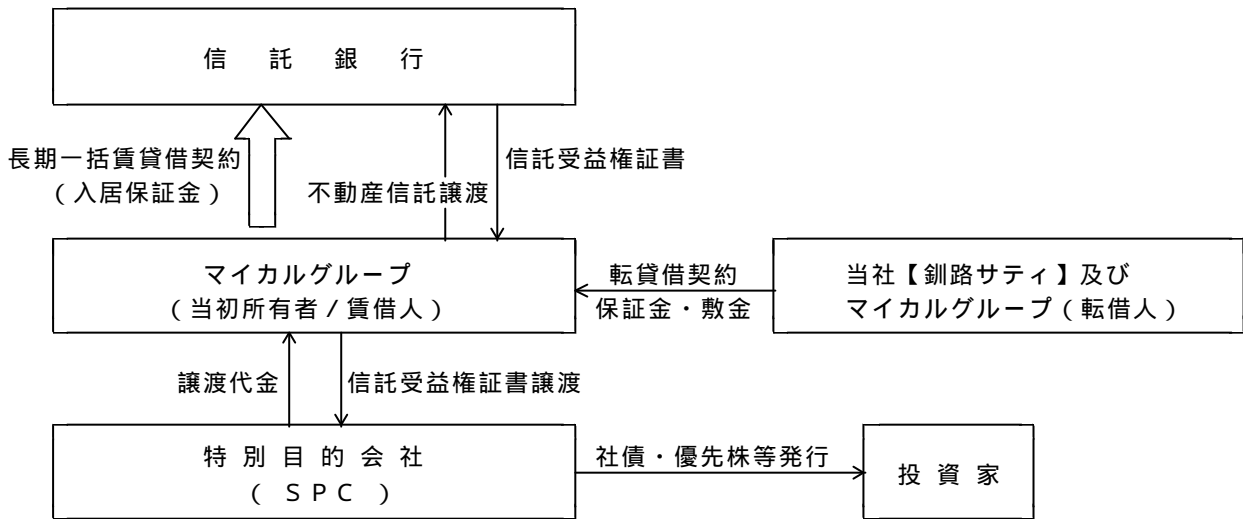 信託銀行
長期一括賃貸借契約
(入居保証金)
不動産信託譲渡
信託受益権証書
マイカルグループ
(当初所有者/賃借人)
転貸借契約
保証金・敷金
当社【釧路サティ】及び
マイカルグループ(転借人)
譲渡代金
信託受益権証書譲渡
特別目的会社
(SPC)
社債・優先株等発行
投資家